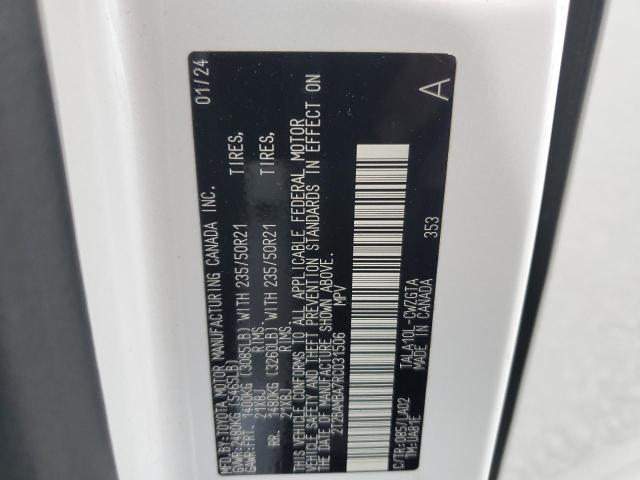 MFD.BY:TOYOTA MOTOR MANUFACTURING CANADA INC. 01/24
GVWR:2480KG (5465LB)
GAWR:FRT. 1400KG (3085LB) WITH 235/50R21 TIRES,
21X8J RIMS.
RR. 1480KG (3260LB) WITH 235/50R21 TIRES,
21X8J RIMS.
THIS VEHICLE CONFORMS TO ALL APPLICABLE FEDERAL MOTOR
VEHICLE SAFETY AND THEFT PREVENTION STANDARDS IN EFFECT ON
THE DATE OF MANUFACTURE SHOWN ABOVE.
2T2BAMBA7RC031506 MPV A
C/TR:085/LA02 TALA10L-CWZGTA 353
TM:UAB1E MADE IN CANADA